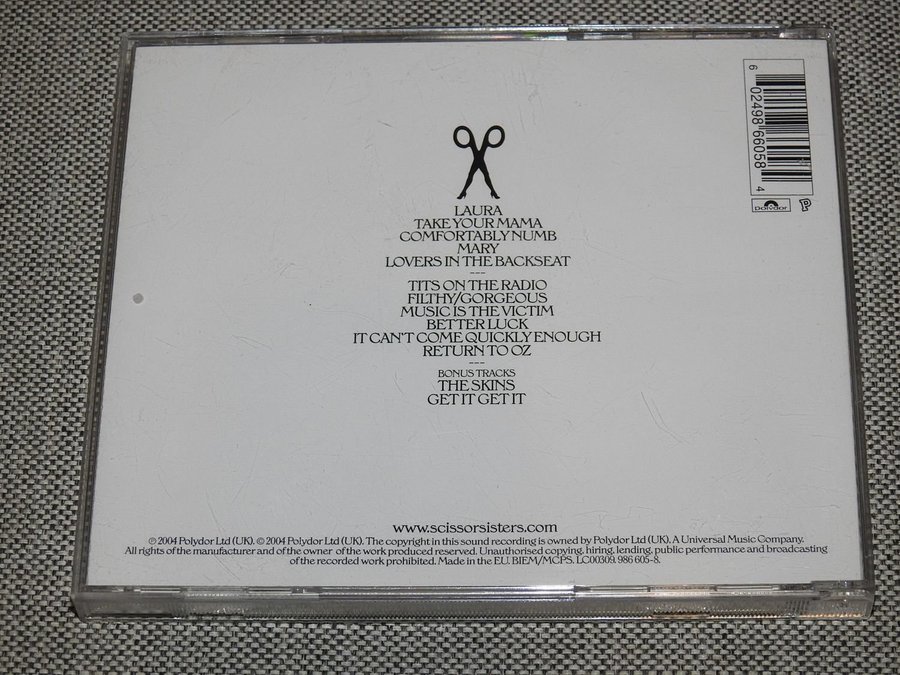 6 02498 66058 4
polydor
P
LAURA
TAKE YOUR MAMA
COMFORTABLY NUMB
MARY
LOVERS IN THE BACKSEAT
---
TITS ON THE RADIO
FILTHY/GORGEOUS
MUSIC IS THE VICTIM
BETTER LUCK
IT CAN'T COME QUICKLY ENOUGH
RETURN TO OZ
---
BONUS TRACKS
THE SKINS
GET IT GET IT
www.scissorsisters.com
℗ 2004 Polydor Ltd (UK). © 2004 Polydor Ltd (UK). The copyright in this sound recording is owned by Polydor Ltd (UK). A Universal Music Company.
All rights of the manufacturer and of the owner of the work produced reserved. Unauthorised copying, hiring, lending, public performance and broadcasting
of the recorded work prohibited. Made in the EU. BIEM/MCPS. LC00309. 986 605-8.